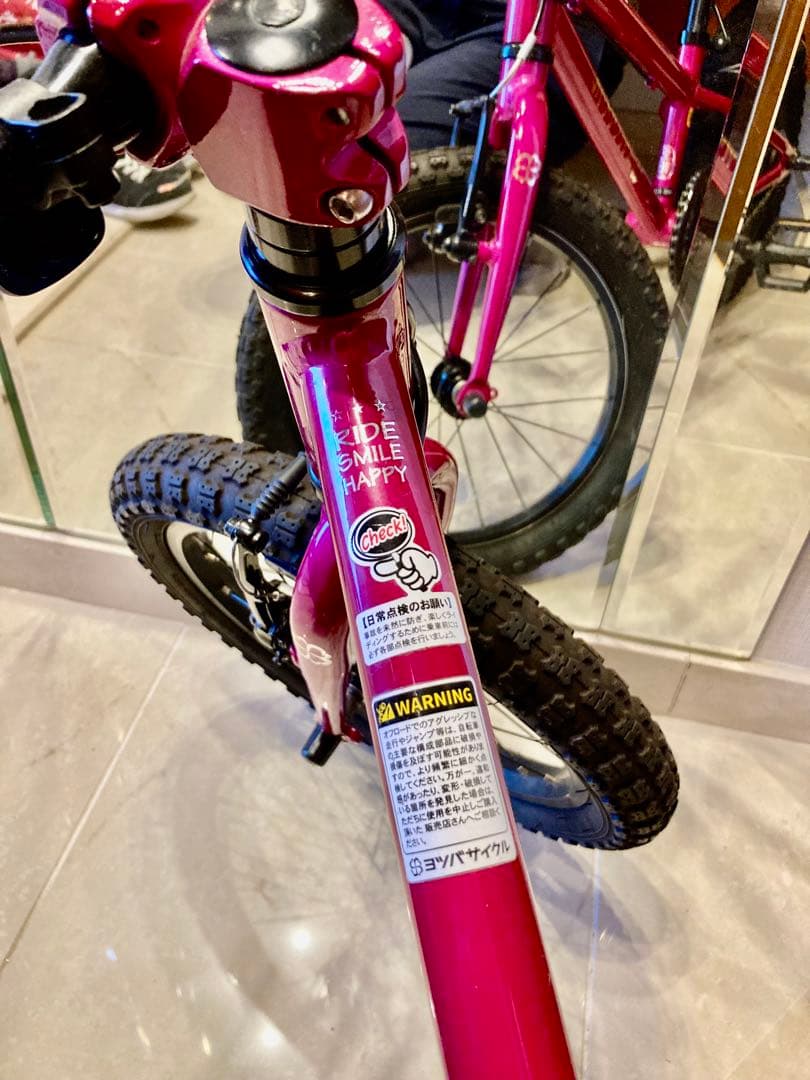 RIDE
SMILE
HAPPY
check!
【日常点検のお願い】
事故を未然に防ぎ、楽しくライ
ディングするために乗車前には
必ず各部点検を行いましょう。
WARNING
オフロードでのアグレッシブな
走行やジャンプ等は、自転車
の主要な構成部品に破損や
損傷を及ぼす可能性がありま
すので、より頻繁に細かく点
検してください。万が一、違和
感があったり、変形・破損して
いる箇所を発見した場合は、
ただちに使用を中止しご購入
頂いた販売店さんへご相談く
ださい。
ヨツバサイクル